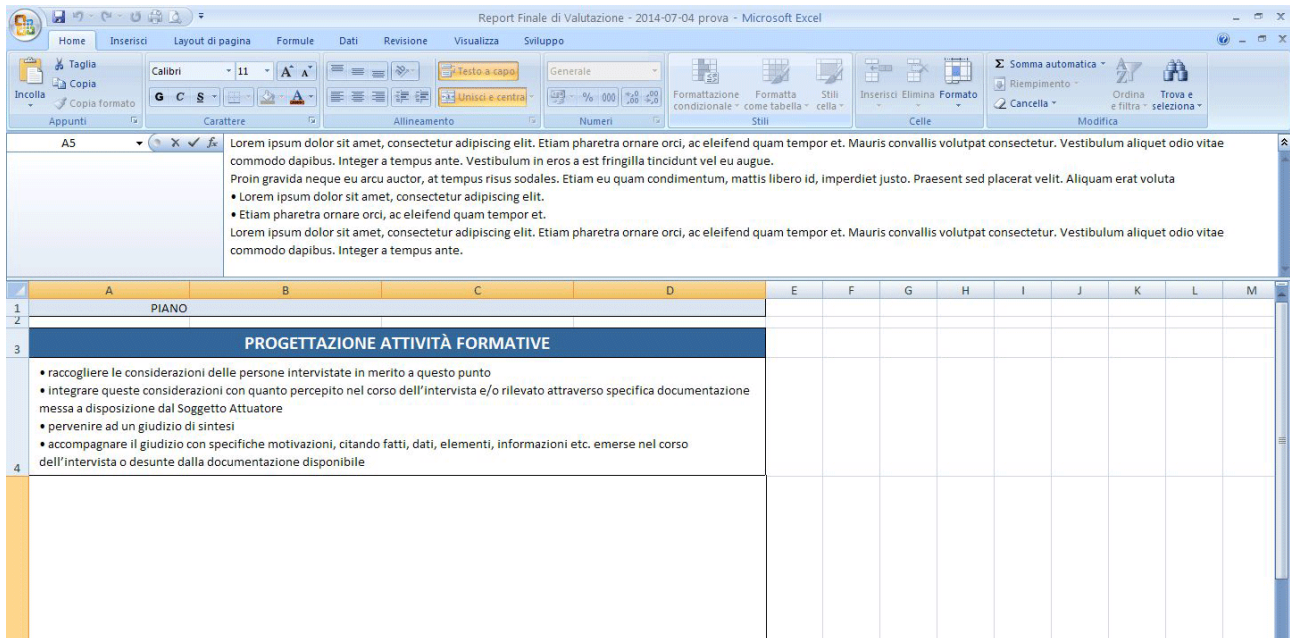 Report Finale di Valutazione - 2014-07-04 prova - Microsoft Excel
Home Inserisci Layout di pagina Formule Dati Revisione Visualizza Sviluppo
Incolla
Taglia
Copia
Copia formato
Appunti
Calibri 11 A A
G C S A
Carattere
Testo a capo
Unisci e centra
Allineamento
Generale
% 000 ,0 ,00 ,00 ,0
Numeri
Formattazione condizionale
Formatta come tabella
Stili cella
Stili
Inserisci Elimina Formato
Celle
Σ Somma automatica
Riempimento
Cancella
Ordina e filtra
Trova e seleziona
Modifica
A5 fx
Lorem ipsum dolor sit amet, consectetur adipiscing elit. Etiam pharetra ornare orci, ac eleifend quam tempor et. Mauris convallis volutpat consectetur. Vestibulum aliquet odio vitae
commodo dapibus. Integer a tempus ante. Vestibulum in eros a est fringilla tincidunt vel eu augue.
Proin gravida neque eu arcu auctor, at tempus risus sodales. Etiam eu quam condimentum, mattis libero id, imperdiet justo. Praesent sed placerat velit. Aliquam erat voluta
• Lorem ipsum dolor sit amet, consectetur adipiscing elit.
• Etiam pharetra ornare orci, ac eleifend quam tempor et.
Lorem ipsum dolor sit amet, consectetur adipiscing elit. Etiam pharetra ornare orci, ac eleifend quam tempor et. Mauris convallis volutpat consectetur. Vestibulum aliquet odio vitae
commodo dapibus. Integer a tempus ante.
A B C D E F G H I J K L M
1 PIANO
2
3 PROGETTAZIONE ATTIVITÀ FORMATIVE
• raccogliere le considerazioni delle persone intervistate in merito a questo punto
• integrare queste considerazioni con quanto percepito nel corso dell'intervista e/o rilevato attraverso specifica documentazione
messa a disposizione dal Soggetto Attuatore
• pervenire ad un giudizio di sintesi
• accompagnare il giudizio con specifiche motivazioni, citando fatti, dati, elementi, informazioni etc. emerse nel corso
4 dell'intervista o desunte dalla documentazione disponibile